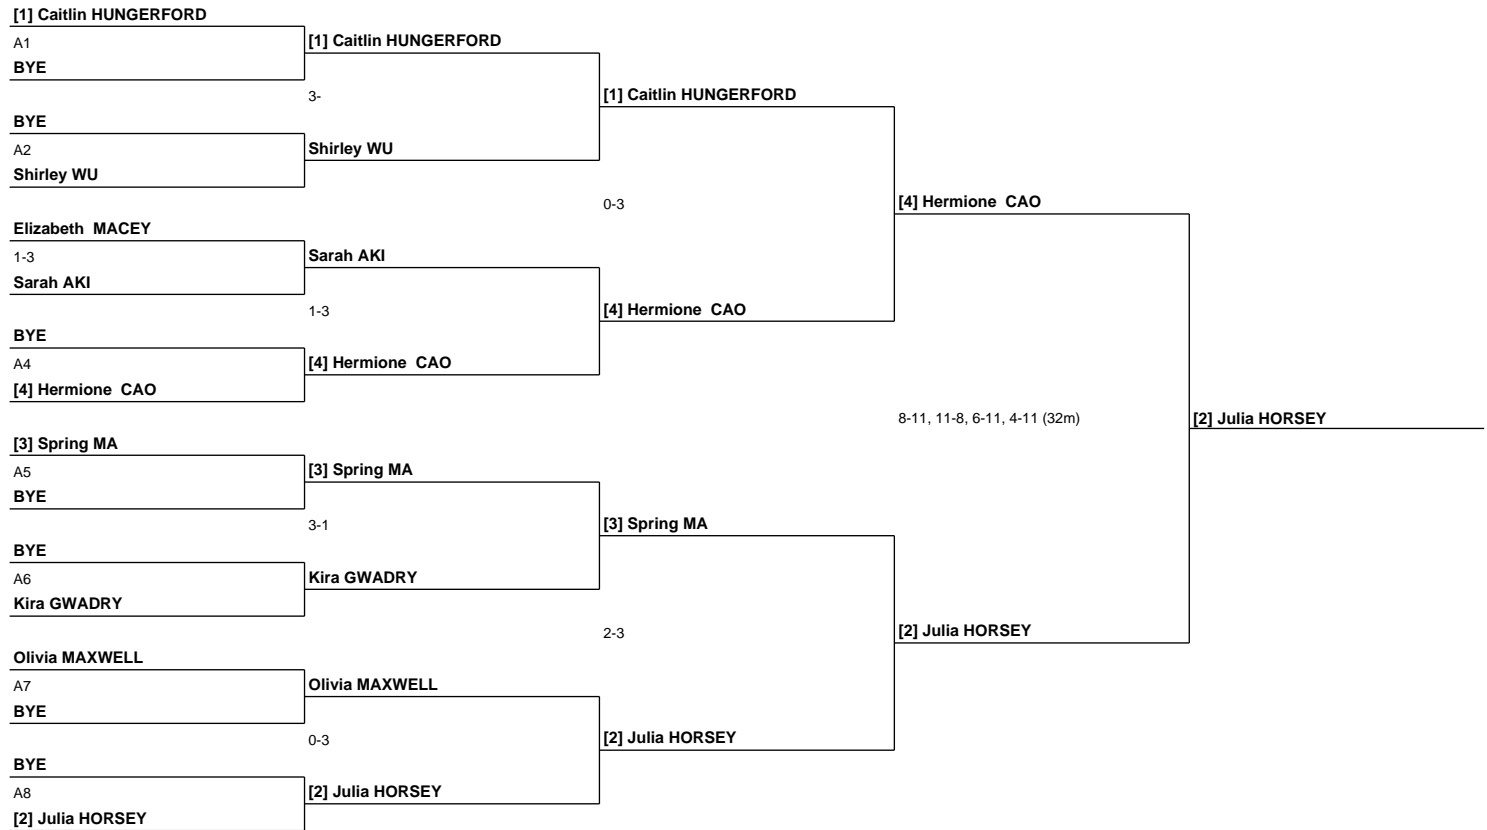 [1] Caitlin HUNGERFORD
A1
[1] Caitlin HUNGERFORD
BYE
3-
[1] Caitlin HUNGERFORD
BYE
A2
Shirley WU
Shirley WU
0-3
[4] Hermione  CAO
Elizabeth  MACEY
1-3
Sarah AKI
Sarah AKI
1-3
[4] Hermione  CAO
BYE
A4
[4] Hermione  CAO
[4] Hermione  CAO
8-11, 11-8, 6-11, 4-11 (32m)
[2] Julia HORSEY
[3] Spring MA
A5
[3] Spring MA
BYE
3-1
[3] Spring MA
BYE
A6
Kira GWADRY
Kira GWADRY
2-3
[2] Julia HORSEY
Olivia MAXWELL
A7
Olivia MAXWELL
BYE
0-3
[2] Julia HORSEY
BYE
A8
[2] Julia HORSEY
[2] Julia HORSEY